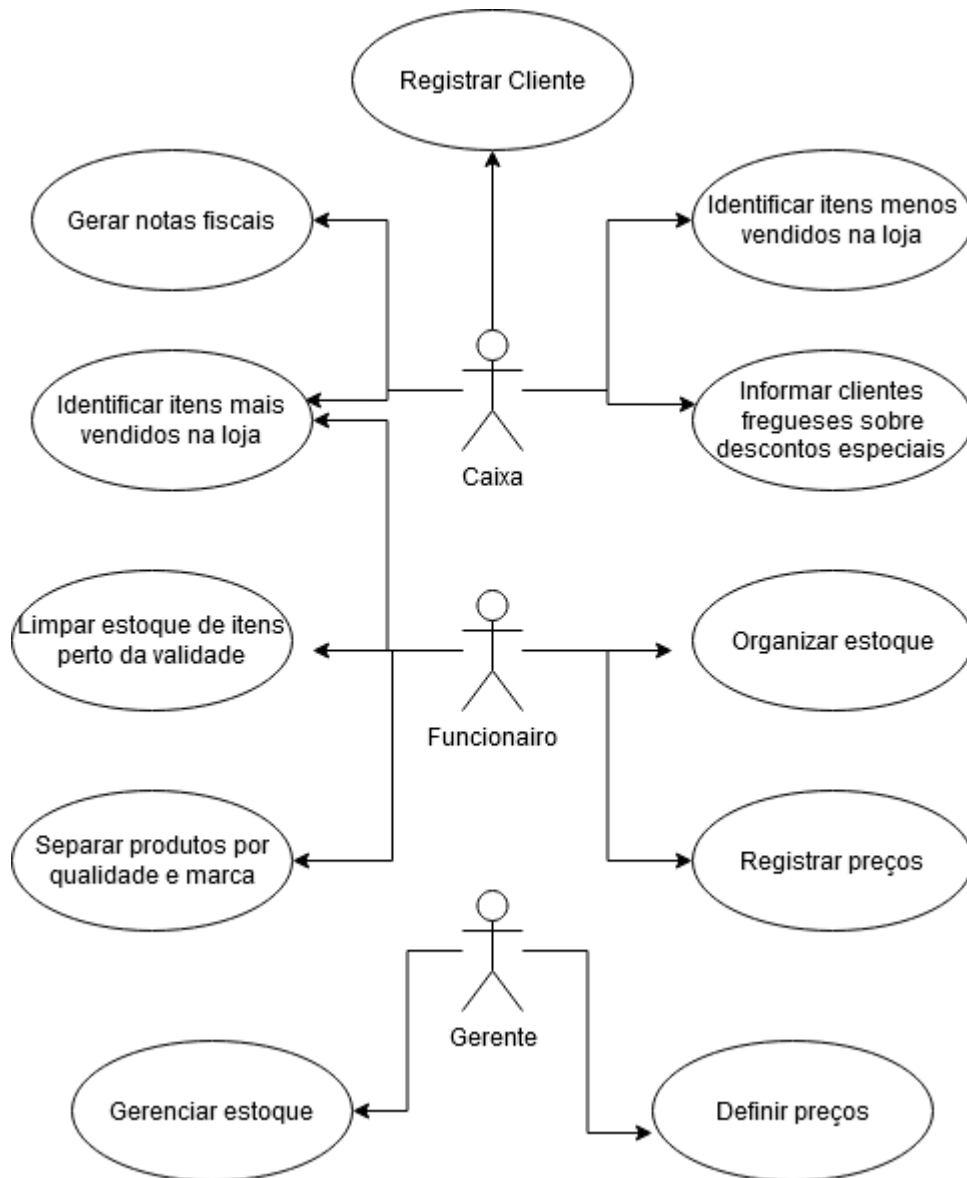 Registrar Cliente
Gerar notas fiscais
Identificar itens menos
vendidos na loja
Identificar itens mais
vendidos na loja
Informar clientes
fregueses sobre
descontos especiais
Caixa
Limpar estoque de itens
perto da validade
Organizar estoque
Funcionairo
Separar produtos por
qualidade e marca
Registrar preços
Gerente
Gerenciar estoque
Definir preços